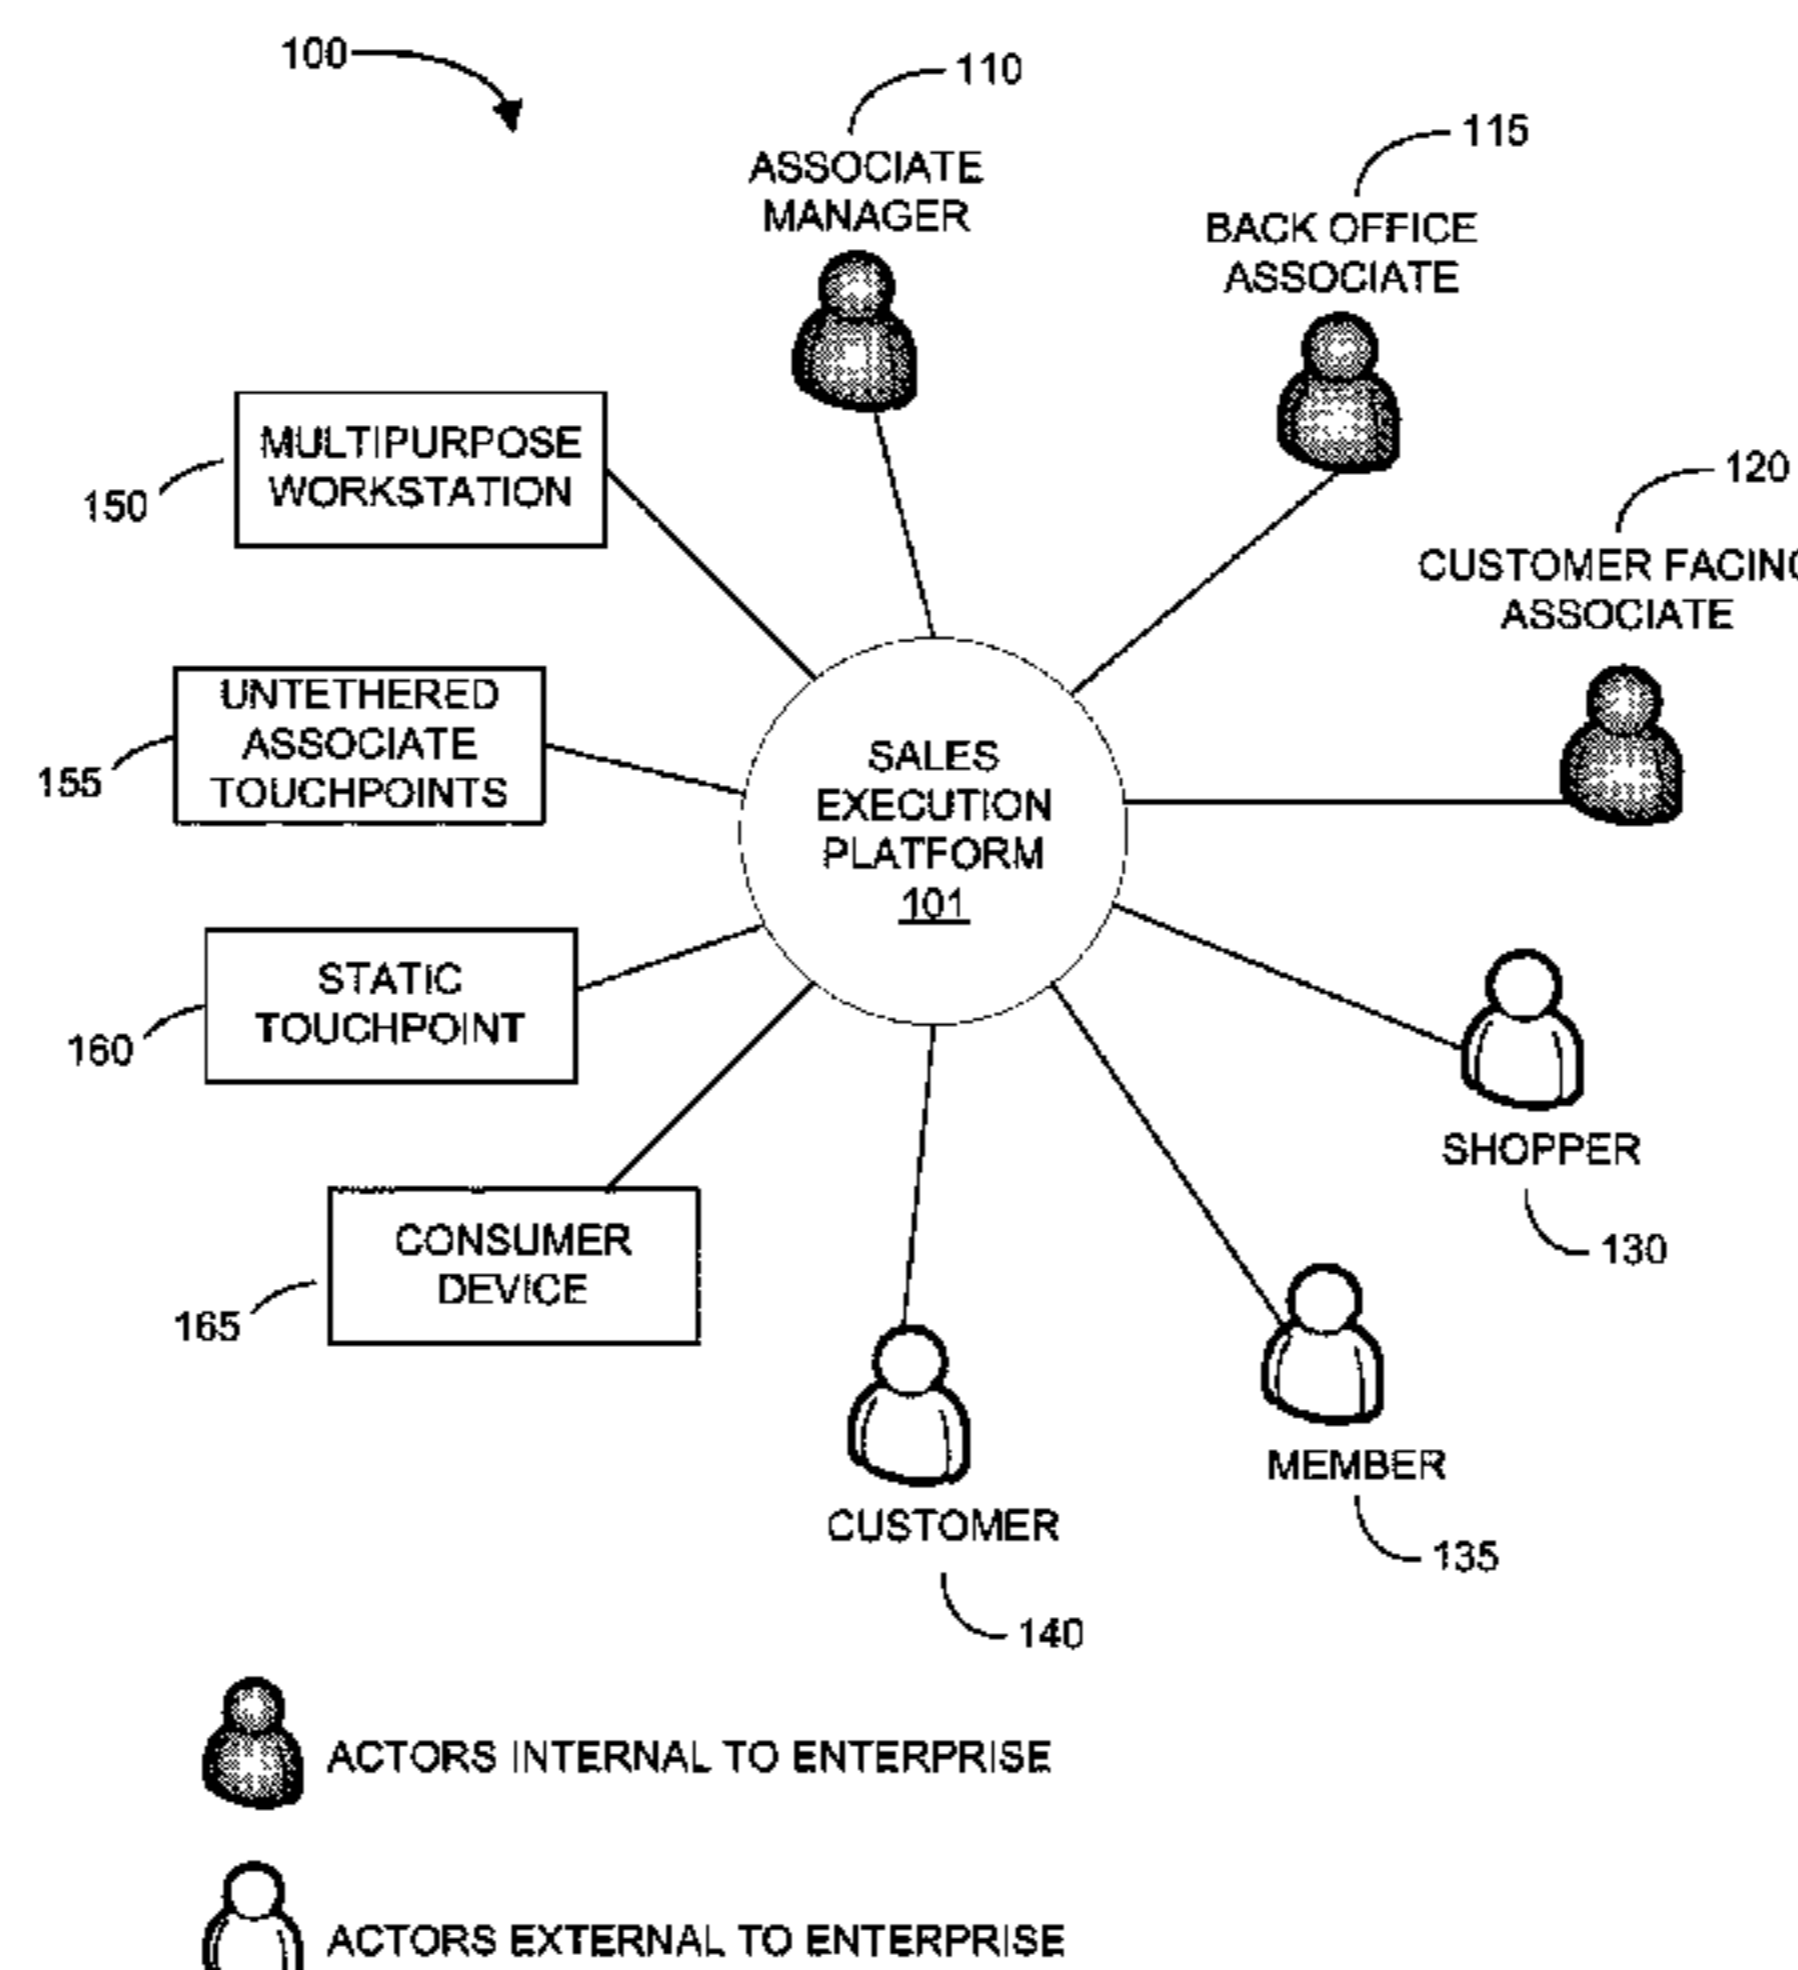 100
110
ASSOCIATE
MANAGER
115
BACK OFFICE
ASSOCIATE
120
CUSTOMER FACING
ASSOCIATE
MULTIPURPOSE
WORKSTATION
150
UNTETHERED
ASSOCIATE
TOUCHPOINTS
155
SALES
EXECUTION
PLATFORM
101
STATIC
TOUCHPOINT
160
SHOPPER
130
CONSUMER
DEVICE
165
MEMBER
135
CUSTOMER
140
ACTORS INTERNAL TO ENTERPRISE
ACTORS EXTERNAL TO ENTERPRISE